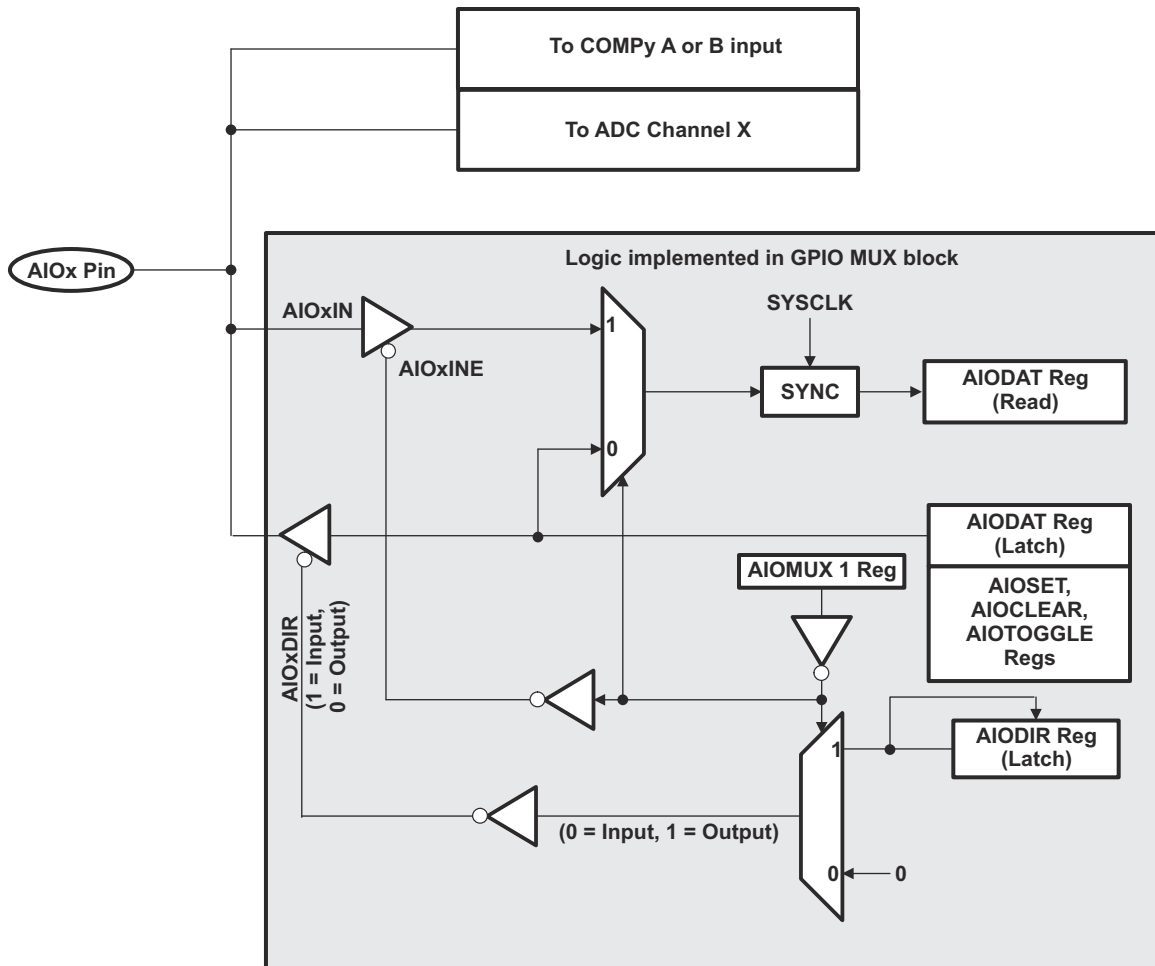 To COMPy A or B input
To ADC Channel X
AIOx Pin
Logic implemented in GPIO MUX block
AIOxIN
AIOxINE
1
0
SYSCLK
SYNC
AIODAT Reg
(Read)
AIODAT Reg
(Latch)
AIOSET,
AIOCLEAR,
AIOTOGGLE
Regs
AIOMUX 1 Reg
AIOxDIR
(1 = Input,
0 = Output)
1
AIODIR Reg
(Latch)
(0 = Input, 1 = Output)
0
0